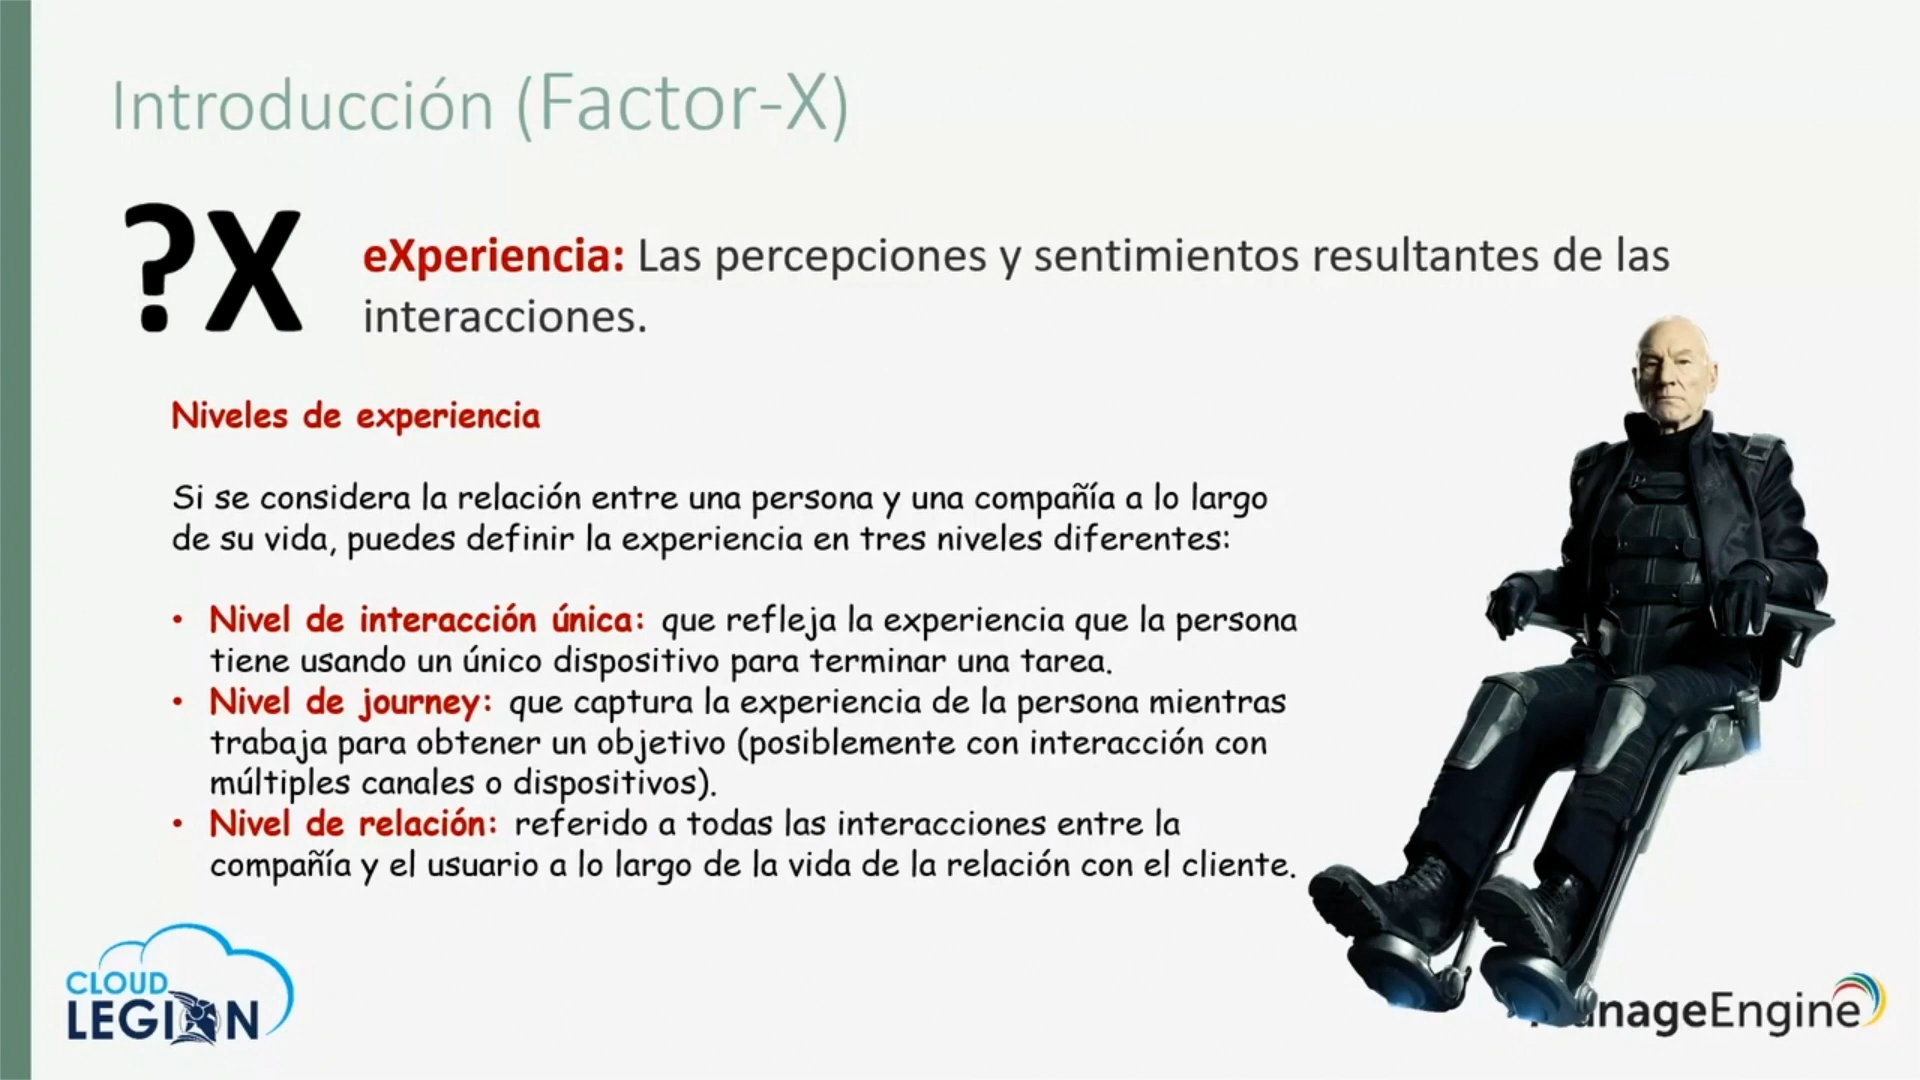 Introducción (Factor-X)
?X
eXperiencia: Las percepciones y sentimientos resultantes de las
interacciones.
Niveles de experiencia
Si se considera la relación entre una persona y una compañía a lo largo
de su vida, puedes definir la experiencia en tres niveles diferentes:
• Nivel de interacción única: que refleja la experiencia que la persona
tiene usando un único dispositivo para terminar una tarea.
• Nivel de journey: que captura la experiencia de la persona mientras
trabaja para obtener un objetivo (posiblemente con interacción con
múltiples canales o dispositivos).
• Nivel de relación: referido a todas las interacciones entre la
compañía y el usuario a lo largo de la vida de la relación con el cliente.
CLOUD
LEGION
ManageEngine